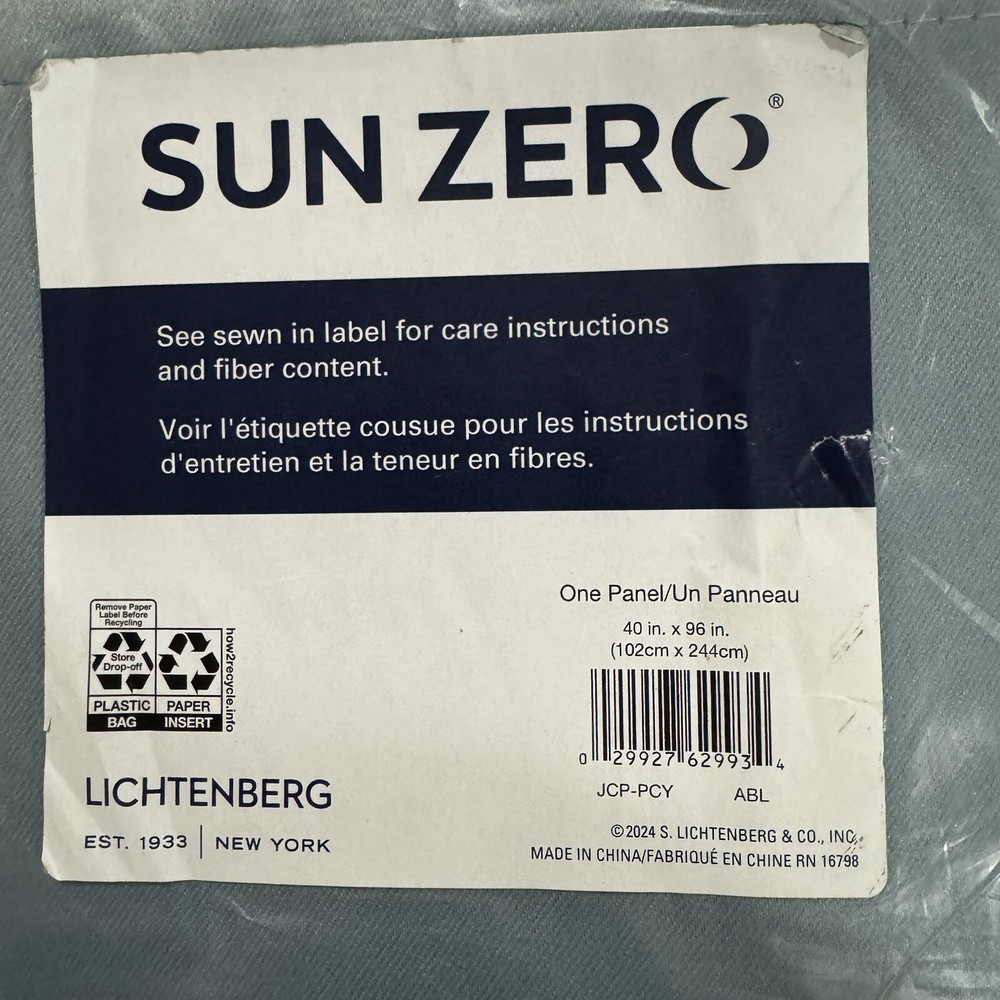 SUN ZERO®
See sewn in label for care instructions
and fiber content.
Voir l'étiquette cousue pour les instructions
d'entretien et la teneur en fibres.
Remove Paper
Label Before
Recycling
Store
Drop-off
PLASTIC
BAG
PAPER
INSERT
how2recycle.info
LICHTENBERG
EST. 1933 | NEW YORK
One Panel/Un Panneau
40 in. x 96 in.
(102cm x 244cm)
0 29927 62993 4
JCP-PCY ABL
©2024 S. LICHTENBERG & CO., INC.
MADE IN CHINA/FABRIQUÉ EN CHINE RN 16798